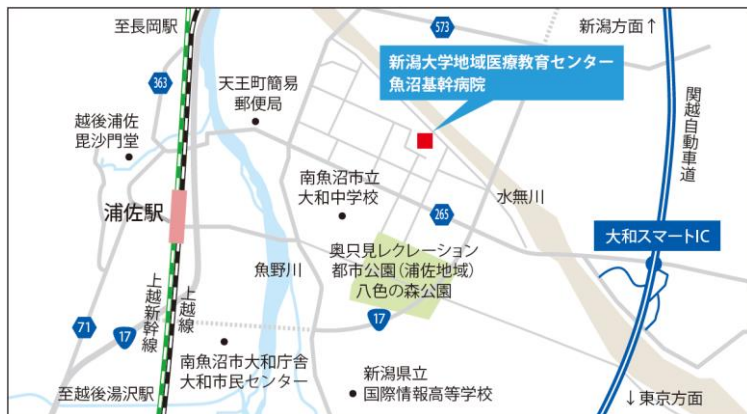 至長岡駅
573
新潟方面↑
新潟大学地域医療教育センター
魚沼基幹病院
363
天王町簡易
郵便局
関越自動車道
越後浦佐
毘沙門堂
南魚沼市立
大和中学校
水無川
浦佐駅
265
大和スマートIC
魚野川
奥只見レクレーション
都市公園（浦佐地域）
八色の森公園
上越新幹線
上越線
71
17
17
南魚沼市大和庁舎
大和市民センター
新潟県立
国際情報高等学校
至越後湯沢駅
↓東京方面